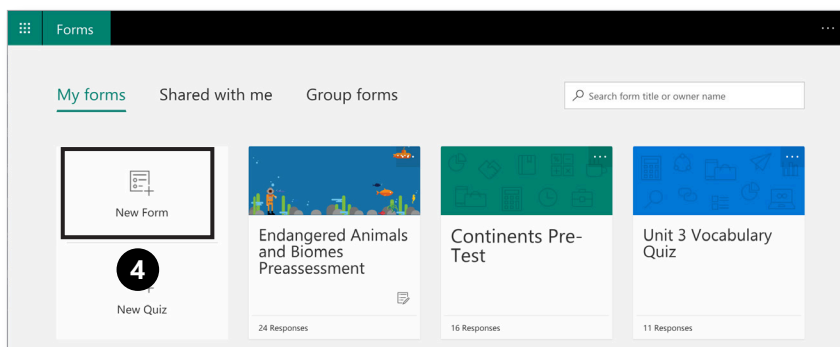 Forms
My forms
Shared with me
Group forms
Search form title or owner name
New Form
4
New Quiz
Endangered Animals
and Biomes
Preassessment
24 Responses
Continents Pre-
Test
16 Responses
Unit 3 Vocabulary
Quiz
11 Responses